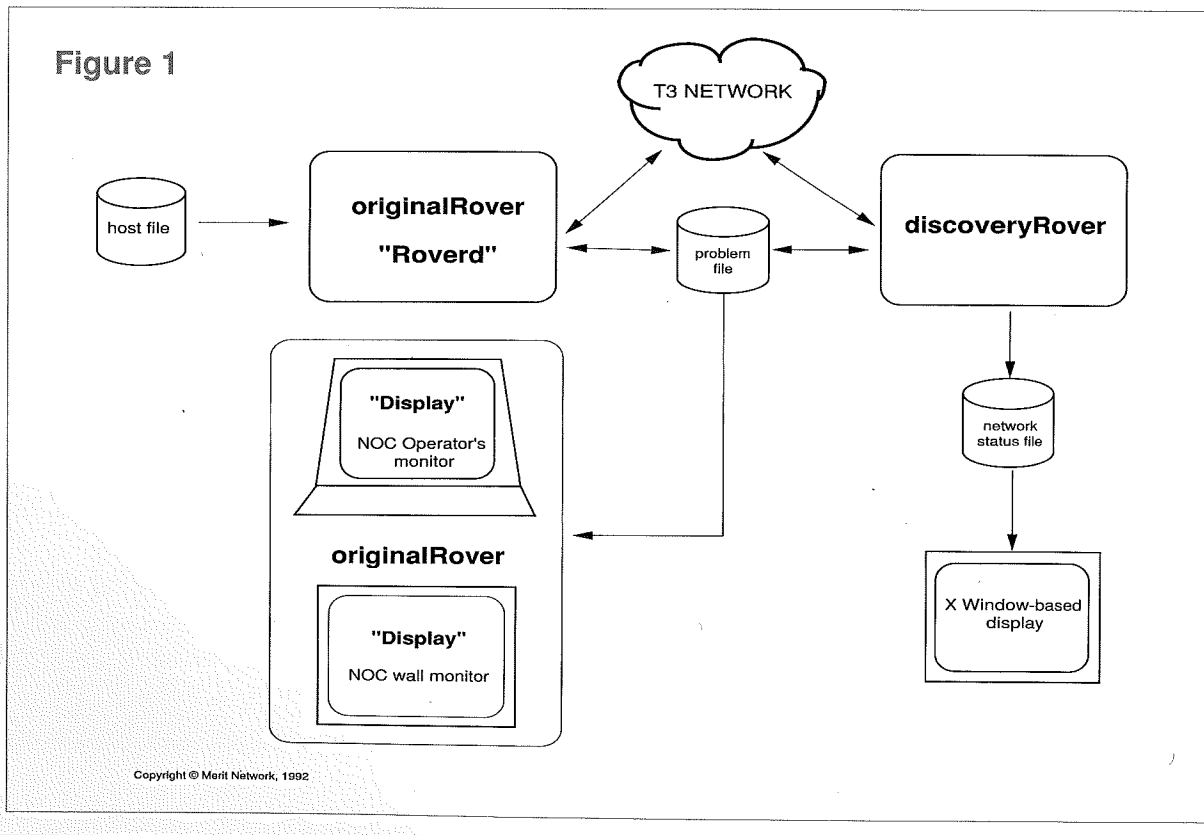 Figure 1
T3 NETWORK
host file
originalRover
"Roverd"
problem
file
discoveryRover
"Display"
NOC Operator's
monitor
originalRover
"Display"
NOC wall monitor
network
status file
X Window-based
display
Copyright © Merit Network, 1992